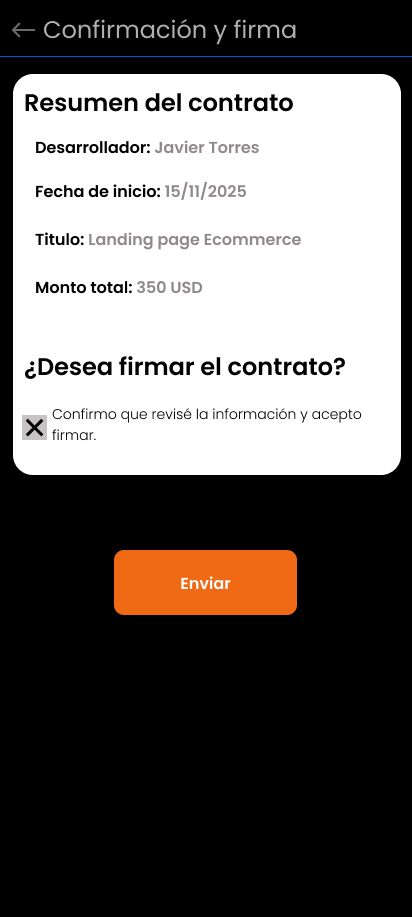 Confirmación y firma
Resumen del contrato
Desarrollador: Javier Torres
Fecha de inicio: 15/11/2025
Titulo: Landing page Ecommerce
Monto total: 350 USD
¿Desea firmar el contrato?
Confirmo que revisé la información y acepto
firmar.
Enviar